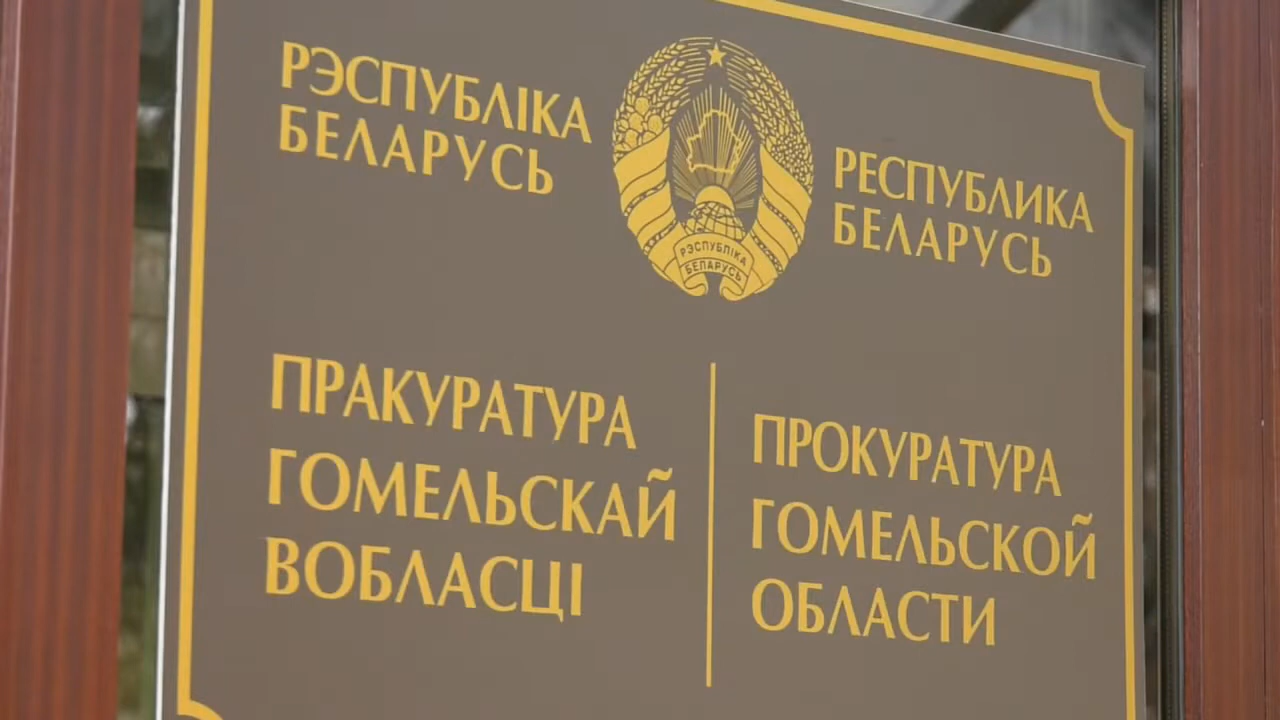 РЭСПУБЛІКА
БЕЛАРУСЬ
РЭСПУБЛІКА
БЕЛАРУСЬ
РЕСПУБЛИКА
БЕЛАРУСЬ
ПРАКУРАТУРА
ГОМЕЛЬСКАЙ
ВОБЛАСЦІ
ПРОКУРАТУРА
ГОМЕЛЬСКОЙ
ОБЛАСТИ